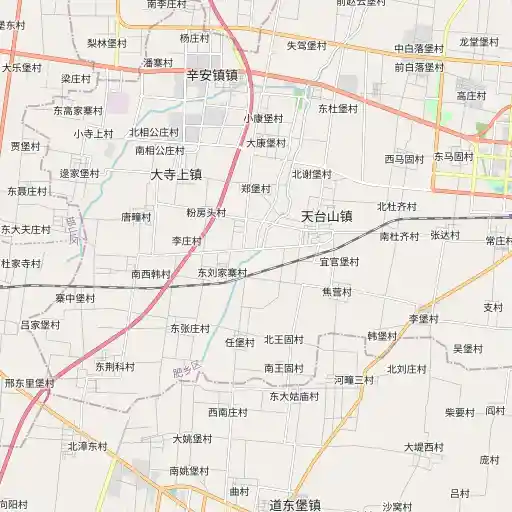 南李庄村
前赵云堡村
堡东村
杨庄村
梨林堡村
失驾堡村
中白落堡村
龙堂堡村
潘寨村
大乐堡村
梁庄村
辛安镇镇
前白落堡村
高庄村
东高家寨村
东杜堡村
小康堡村
北相公庄村
小寺上村
贾堡村
南相公庄村
大康堡村
东马固村
西马固村
逯家堡村
大寺上镇
北谢堡村
东聂庄村
郑堡村
唐疃村
粉房头村
天台山镇
北杜齐村
东大夫庄村
李庄村
南杜齐村
张达村
常庄村
杜家寺村
宜官堡村
南西韩村
东刘家寨村
寨中堡村
焦营村
支村
吕家堡村
东张庄村
李堡村
任堡村
北王固村
韩堡村
吴堡村
东荆科村
肥乡区
南王固村
北刘庄村
邢东里堡村
河疃三村
东大姑庙村
西南庄村
柴要村
阎村
北漳东村
大姚堡村
大堤西村
庞村
南姚堡村
曲村
吕村
向阳村
道东堡镇
沙窝村